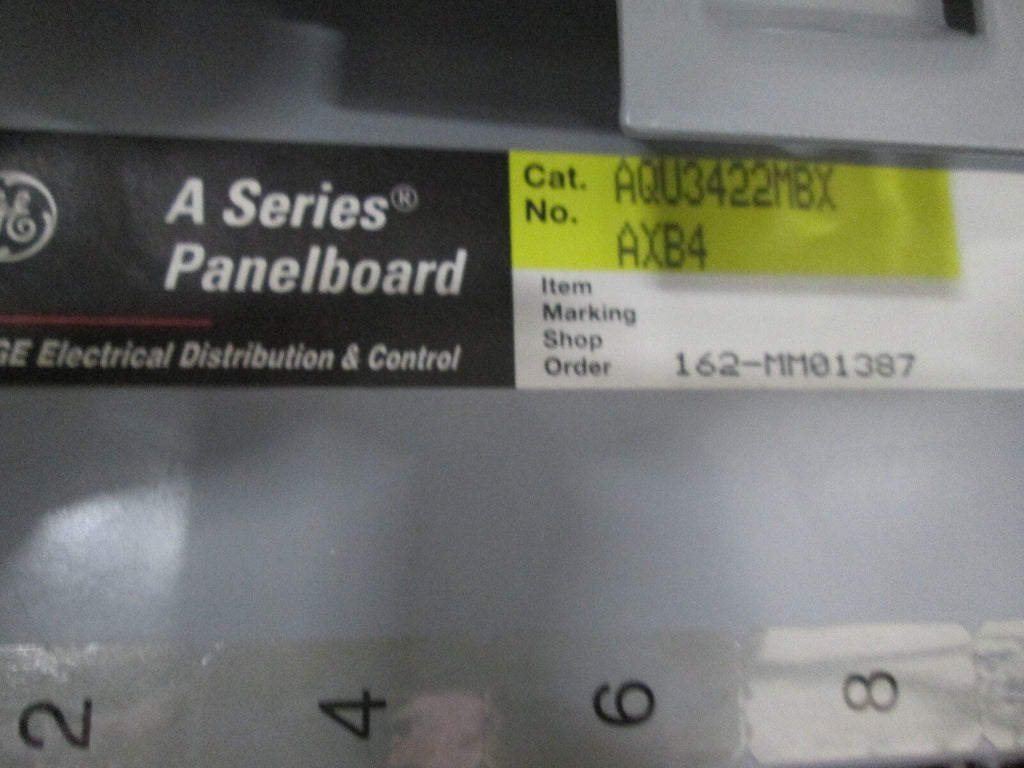 GE
A Series®
Panelboard
GE Electrical Distribution & Control
Cat. AQU3422MBX
No. AXB4
Item
Marking
Shop
Order 162-MM01387
2 4 6 8